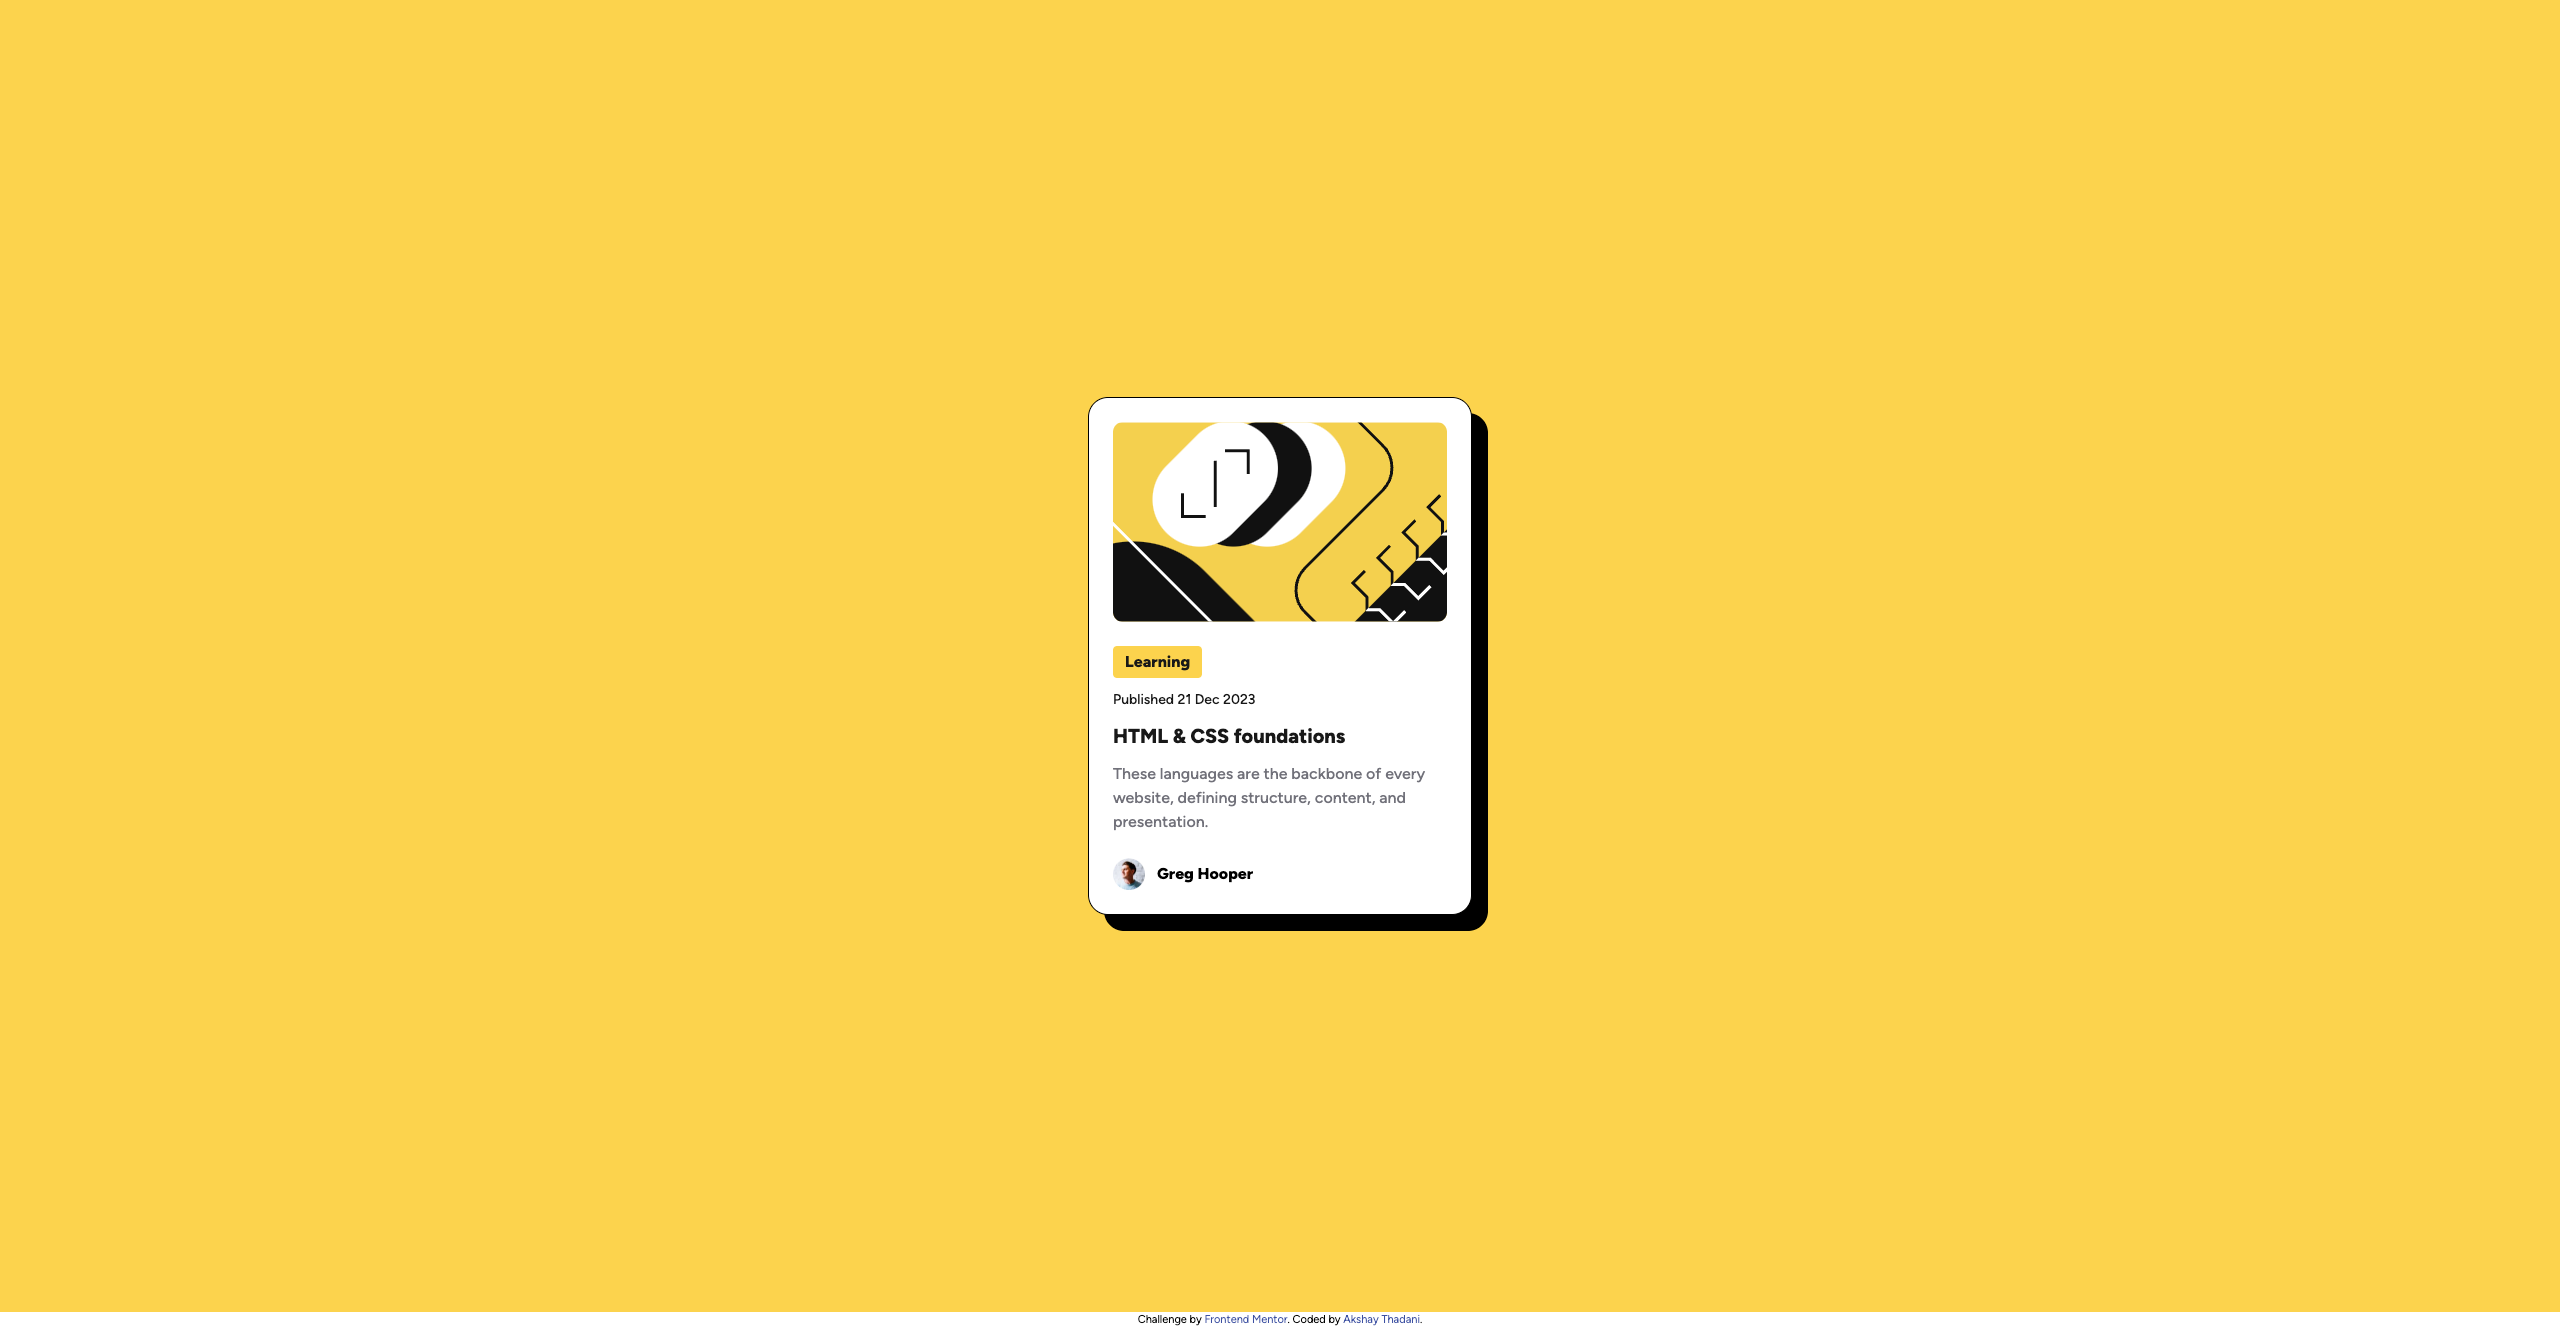 Learning
Published 21 Dec 2023
HTML & CSS foundations
These languages are the backbone of every
website, defining structure, content, and
presentation.
Greg Hooper
Challenge by Frontend Mentor. Coded by Akshay Thadani.